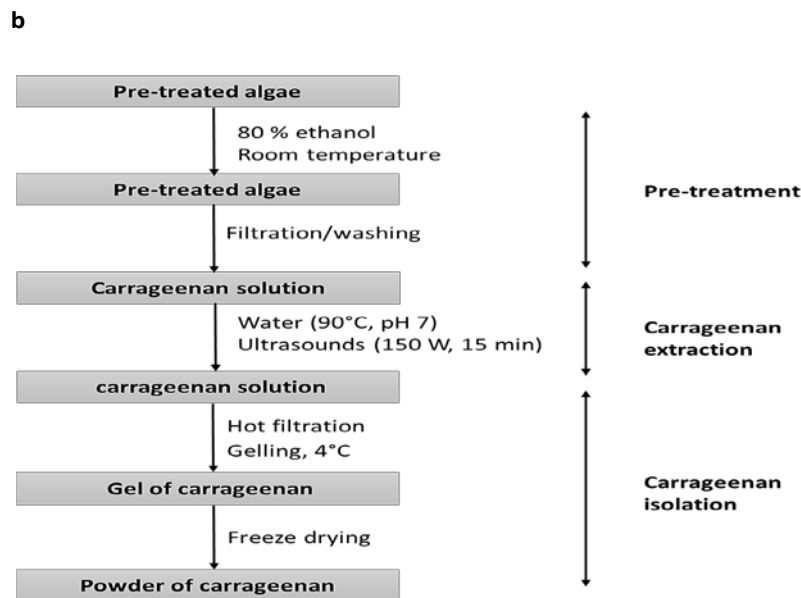 b
Pre-treated algae
80 % ethanol
Room temperature
Pre-treated algae
Pre-treatment
Filtration/washing
Carrageenan solution
Water (90°C, pH 7)
Ultrasounds (150 W, 15 min)
Carrageenan
extraction
carrageenan solution
Hot filtration
Gelling, 4°C
Gel of carrageenan
Carrageenan
isolation
Freeze drying
Powder of carrageenan